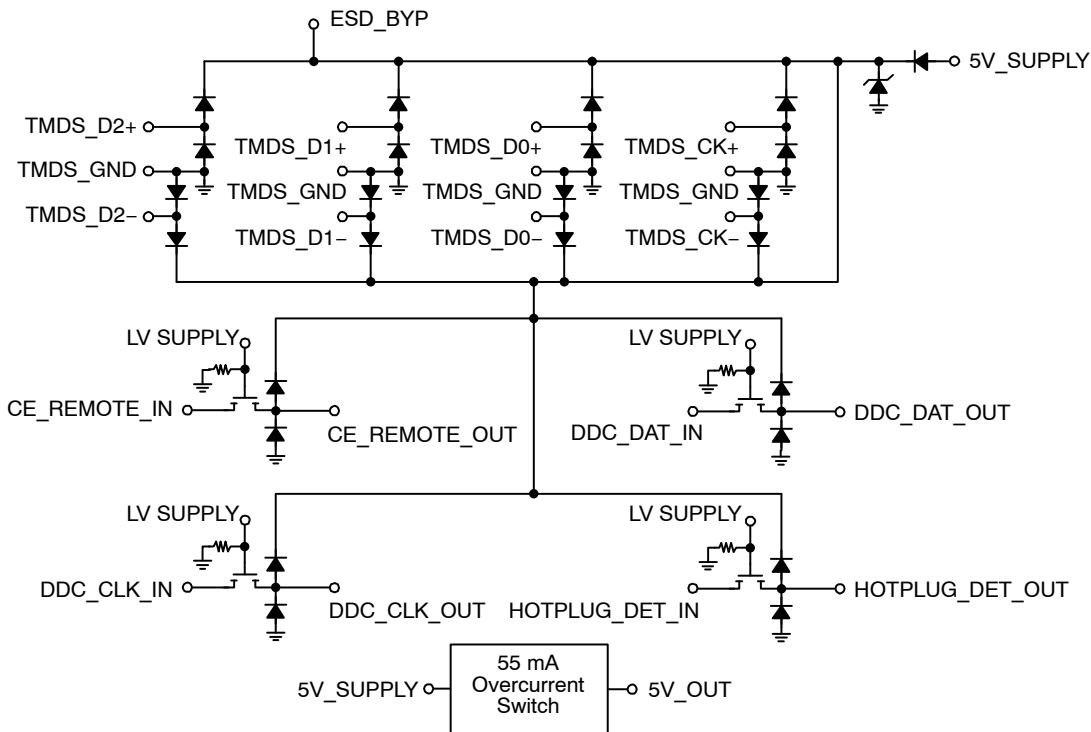 ESD_BYP
5V_SUPPLY
TMDS_D2+
TMDS_D1+
TMDS_D0+
TMDS_CK+
TMDS_GND
TMDS_GND
TMDS_GND
TMDS_GND
TMDS_D2−
TMDS_D1−
TMDS_D0−
TMDS_CK−
LV SUPPLY
LV SUPPLY
CE_REMOTE_IN
CE_REMOTE_OUT
DDC_DAT_IN
DDC_DAT_OUT
LV SUPPLY
LV SUPPLY
DDC_CLK_IN
DDC_CLK_OUT
HOTPLUG_DET_IN
HOTPLUG_DET_OUT
5V_SUPPLY
55 mA
Overcurrent
Switch
5V_OUT